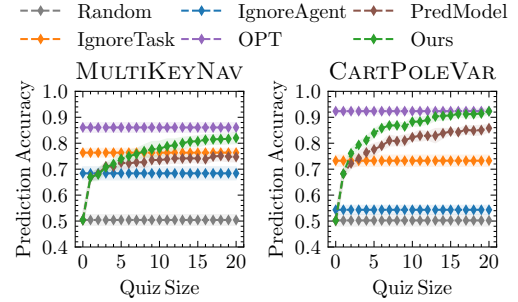 Random IgnoreAgent PredModel
IgnoreTask OPT Ours
MULTIKEYNAV CARTPOLEVAR
Prediction Accuracy
1.0
0.9
0.8
0.7
0.6
0.5
0.4
0 5 10 15 20
Quiz Size
Prediction Accuracy
1.0
0.9
0.8
0.7
0.6
0.5
0.4
0 5 10 15 20
Quiz Size